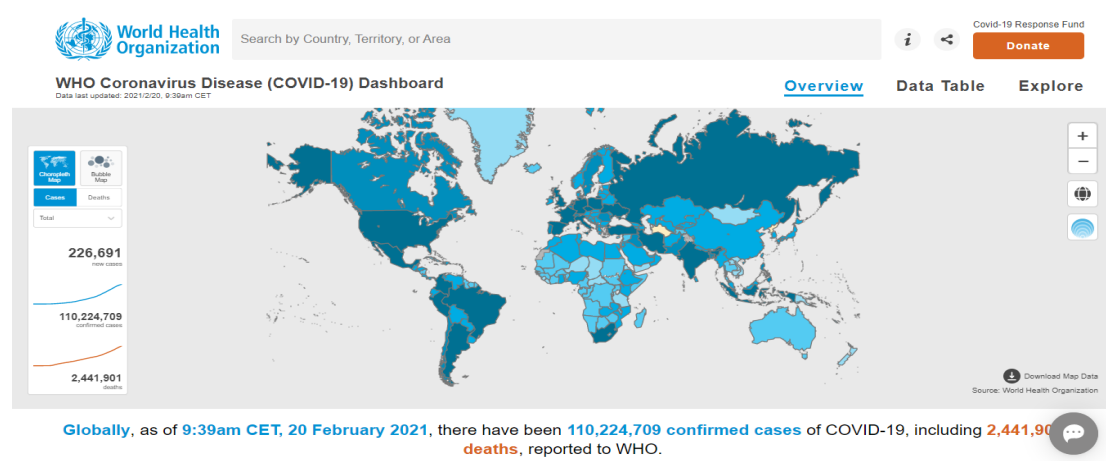 World Health
Organization
Search by Country, Territory, or Area
i
Covid-19 Response Fund
Donate
WHO Coronavirus Disease (COVID-19) Dashboard
Data last updated: 2021/2/20, 9:39am CET
Overview
Data Table
Explore
+
−
Choropleth
Map
Bubble
Map
Cases
Deaths
Total
226,691
new cases
110,224,709
confirmed cases
2,441,901
deaths
Download Map Data
Source: World Health Organization
Globally, as of 9:39am CET, 20 February 2021, there have been 110,224,709 confirmed cases of COVID-19, including 2,441,90
deaths, reported to WHO.